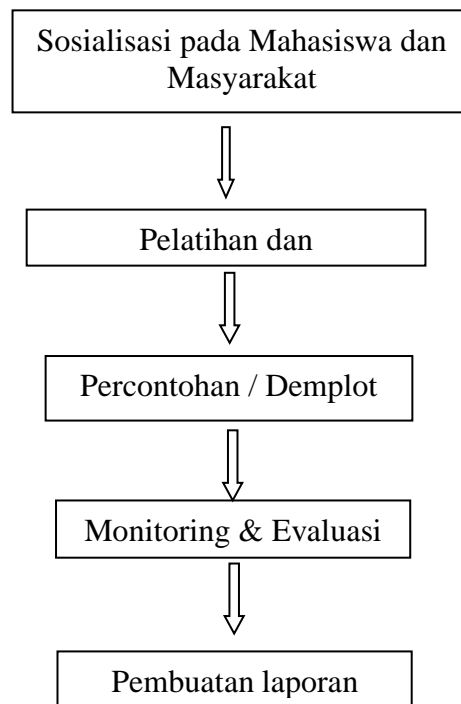 Sosialisasi pada Mahasiswa dan
Masyarakat
Pelatihan dan
Percontohan / Demplot
Monitoring & Evaluasi
Pembuatan laporan